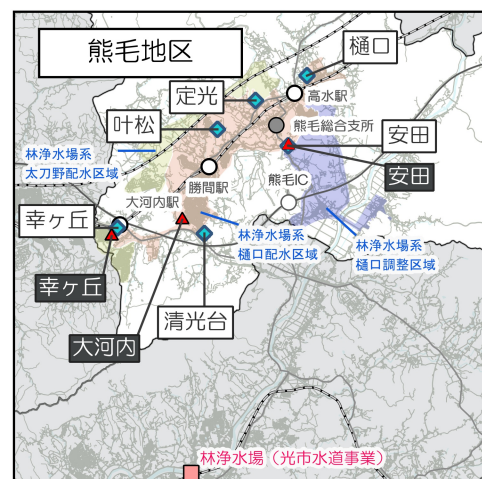 熊毛地区
樋口
定光
高水駅
叶松
熊毛総合支所
安田
林浄水場系
太刀野配水区域
安田
勝間駅
熊毛IC
大河内駅
幸ヶ丘
林浄水場系
樋口配水区域
林浄水場系
樋口調整区域
幸ヶ丘
清光台
大河内
林浄水場（光市水道事業）